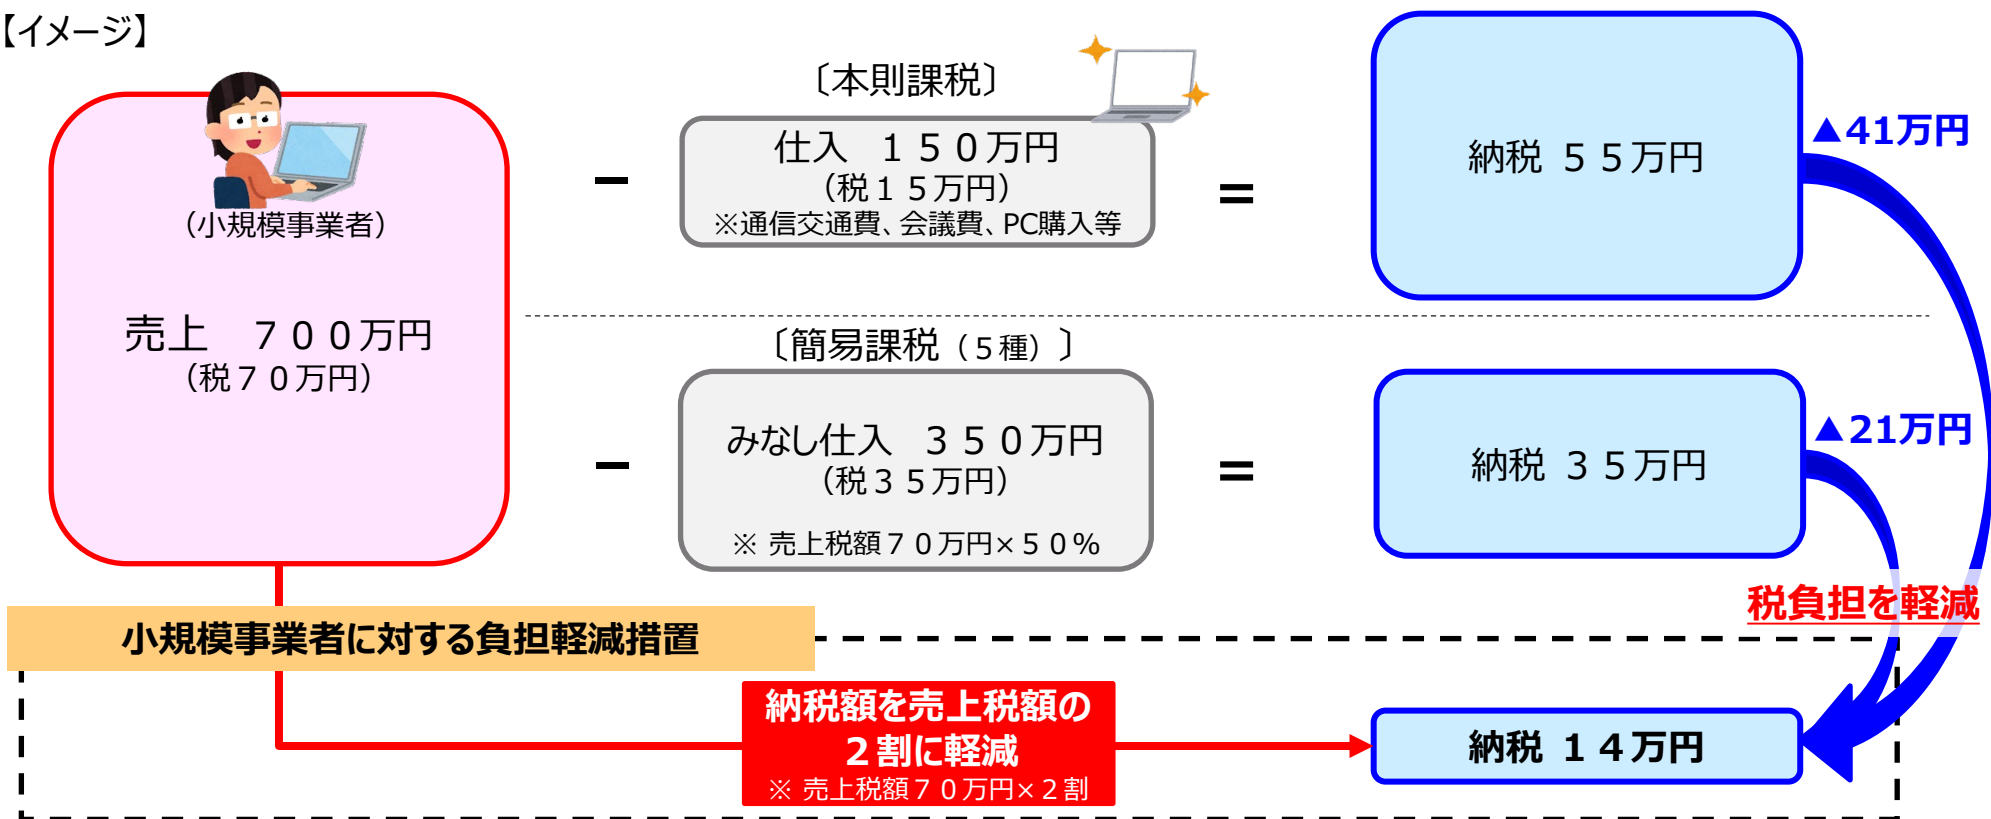 【イメージ】
(小規模事業者)
売上　７００万円
(税７０万円)
〔本則課税〕
－
仕入　１５０万円
(税１５万円)
※通信交通費、会議費、PC購入等
＝
納税 ５５万円
▲41万円
〔簡易課税（５種）〕
－
みなし仕入　３５０万円
(税３５万円)
※ 売上税額７０万円×５０%
＝
納税 ３５万円
▲21万円
税負担を軽減
小規模事業者に対する負担軽減措置
納税額を売上税額の
２割に軽減
※ 売上税額７０万円×２割
納税 １４万円